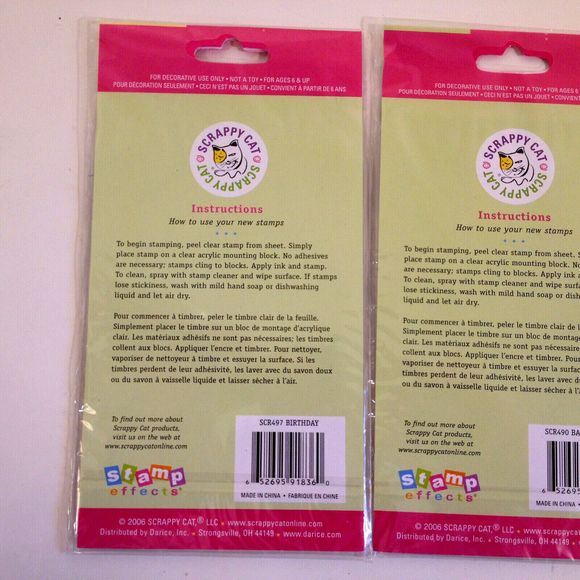 FOR DECORATIVE USE ONLY • NOT A TOY • FOR AGES 6 & UP
POUR DÉCORATION SEULEMENT • CECI N'EST PAS UN JOUET • CONVIENT À PARTIR DE 6 ANS
SCRAPPY CAT
SCRAPPY CAT
Instructions
How to use your new stamps
To begin stamping, peel clear stamp from sheet. Simply
place stamp on a clear acrylic mounting block. No adhesives
are necessary; stamps cling to blocks. Apply ink and stamp.
To clean, spray with stamp cleaner and wipe surface. If stamps
lose stickiness, wash with mild hand soap or dishwashing
liquid and let air dry.
Pour commencer à timbrer, peler le timbre clair de la feuille.
Simplement placer le timbre sur un bloc de montage d'acrylique
clair. Les matériaux adhésifs ne sont pas nécessaires; les timbres
collent aux blocs. Appliquer l'encre et timbrer. Pour nettoyer,
vaporiser de nettoyeur à timbre et essuyer la surface. Si les
timbres perdent de leur adhésivité, les laver avec du savon doux
ou du savon à vaisselle liquide et laisser sécher à l'air.
To find out more about
Scrappy Cat products,
visit us on the web at
www.scrappycatonline.com.
SCR497 BIRTHDAY
6 52695 91836 0
MADE IN CHINA • FABRIQUE EN CHINE
stamp
effects
© 2006 SCRAPPY CAT,® LLC • www.scrappycatonline.com
Distributed by Darice, Inc. • Strongsville, OH 44149 • www.darice.com
FOR DECORATIVE USE ONLY • NOT A TOY • FOR AGES 6
POUR DÉCORATION SEULEMENT • CECI N'EST PAS UN JOUET • CONVIENT À
SCRAPPY CAT
SCRAPPY CAT
Instructions
How to use your new stamps
To begin stamping, peel clear stamp from sheet.
place stamp on a clear acrylic mounting block. No
are necessary; stamps cling to blocks. Apply ink an
To clean, spray with stamp cleaner and wipe surfac
lose stickiness, wash with mild hand soap or dishw
liquid and let air dry.
Pour commencer à timbrer, peler le timbre clair de l
Simplement placer le timbre sur un bloc de montage
clair. Les matériaux adhésifs ne sont pas nécessaires
collent aux blocs. Appliquer l'encre et timbrer. Pour
vaporiser de nettoyeur à timbre et essuyer la surface
timbres perdent de leur adhésivité, les laver avec du
ou du savon à vaisselle liquide et laisser sécher à l'ai
To find out more about
Scrappy Cat products,
visit us on the web at
www.scrappycatonline.com.
SCR490 BA
6 52695
MADE IN CHINA
stamp
effects
© 2006 SCRAPPY CAT,® LLC • www.scrappycatonl
Distributed by Darice, Inc. • Strongsville, OH 44149 •